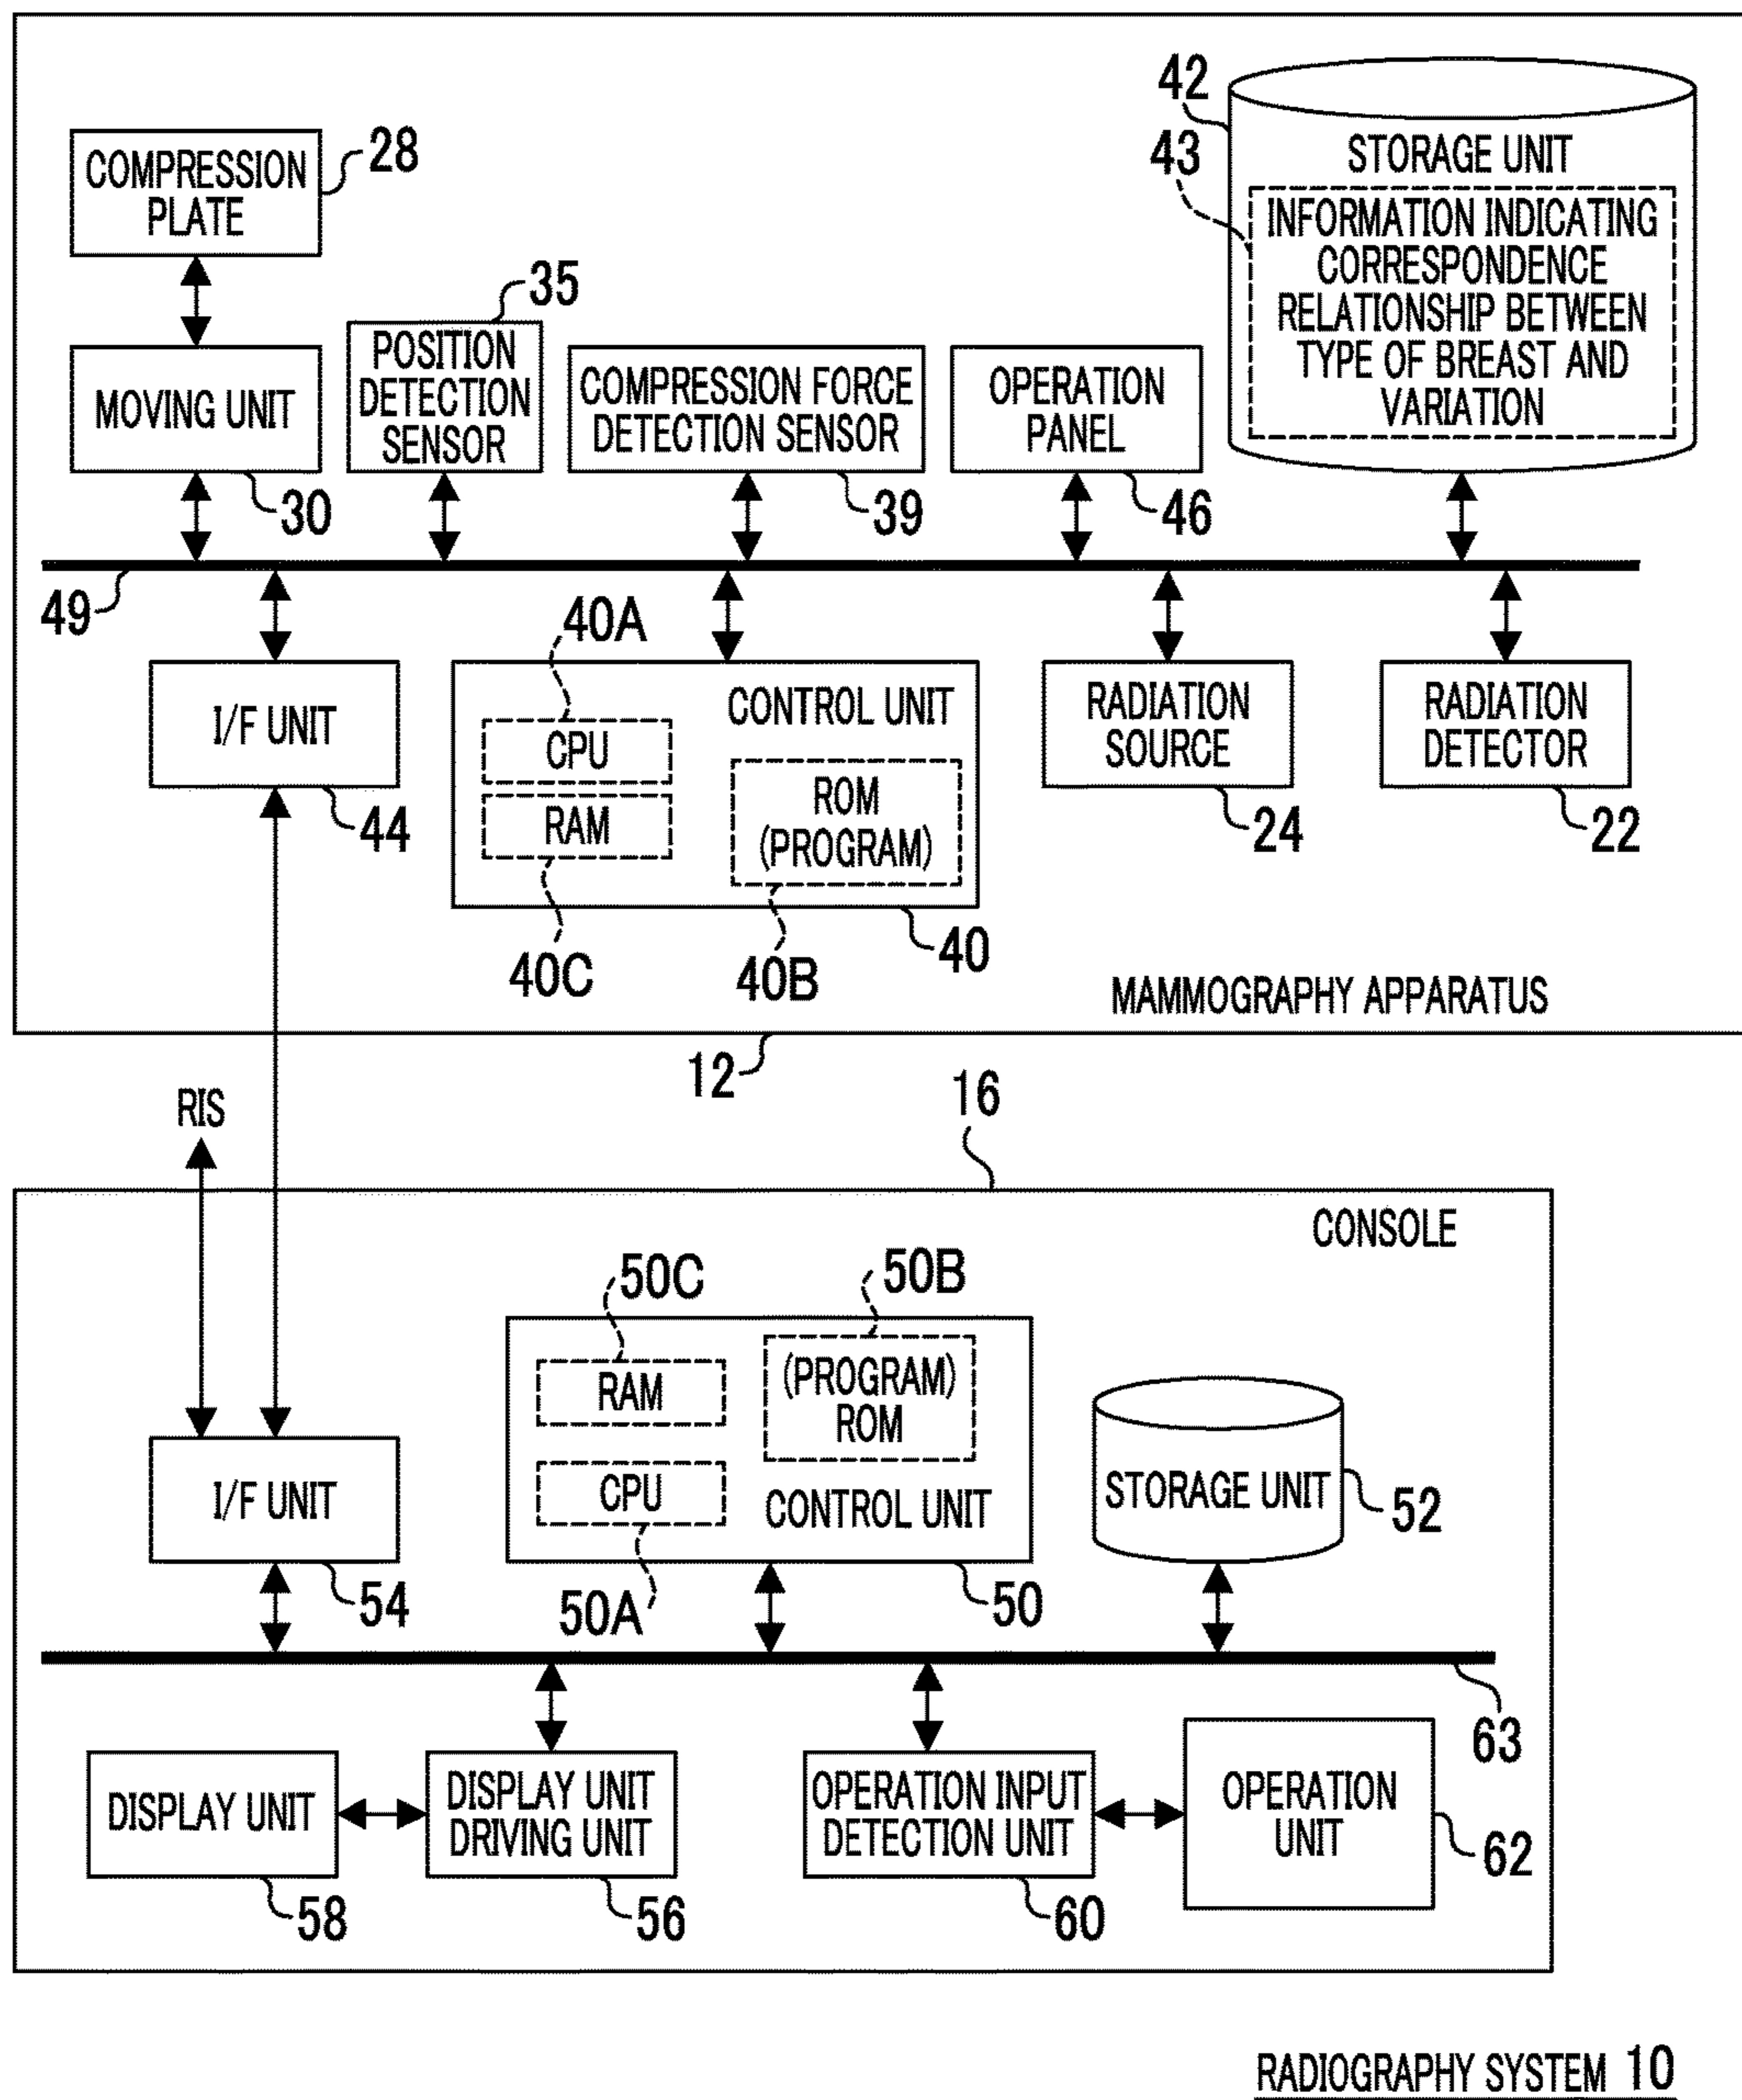 42
43
STORAGE UNIT
INFORMATION INDICATING
CORRESPONDENCE
RELATIONSHIP BETWEEN
TYPE OF BREAST AND
VARIATION
COMPRESSION
PLATE
28
MOVING UNIT
30
35
POSITION
DETECTION
SENSOR
COMPRESSION FORCE
DETECTION SENSOR
39
OPERATION
PANEL
46
49
I/F UNIT
44
40A
CONTROL UNIT
CPU
RAM
ROM
(PROGRAM)
40C
40B
40
RADIATION
SOURCE
24
RADIATION
DETECTOR
22
MAMMOGRAPHY APPARATUS
12
RIS
16
CONSOLE
50C
50B
RAM
(PROGRAM)
ROM
CPU
CONTROL UNIT
50A
50
I/F UNIT
54
STORAGE UNIT
52
63
DISPLAY UNIT
58
DISPLAY UNIT
DRIVING UNIT
56
OPERATION INPUT
DETECTION UNIT
60
OPERATION
UNIT
62
RADIOGRAPHY SYSTEM 10